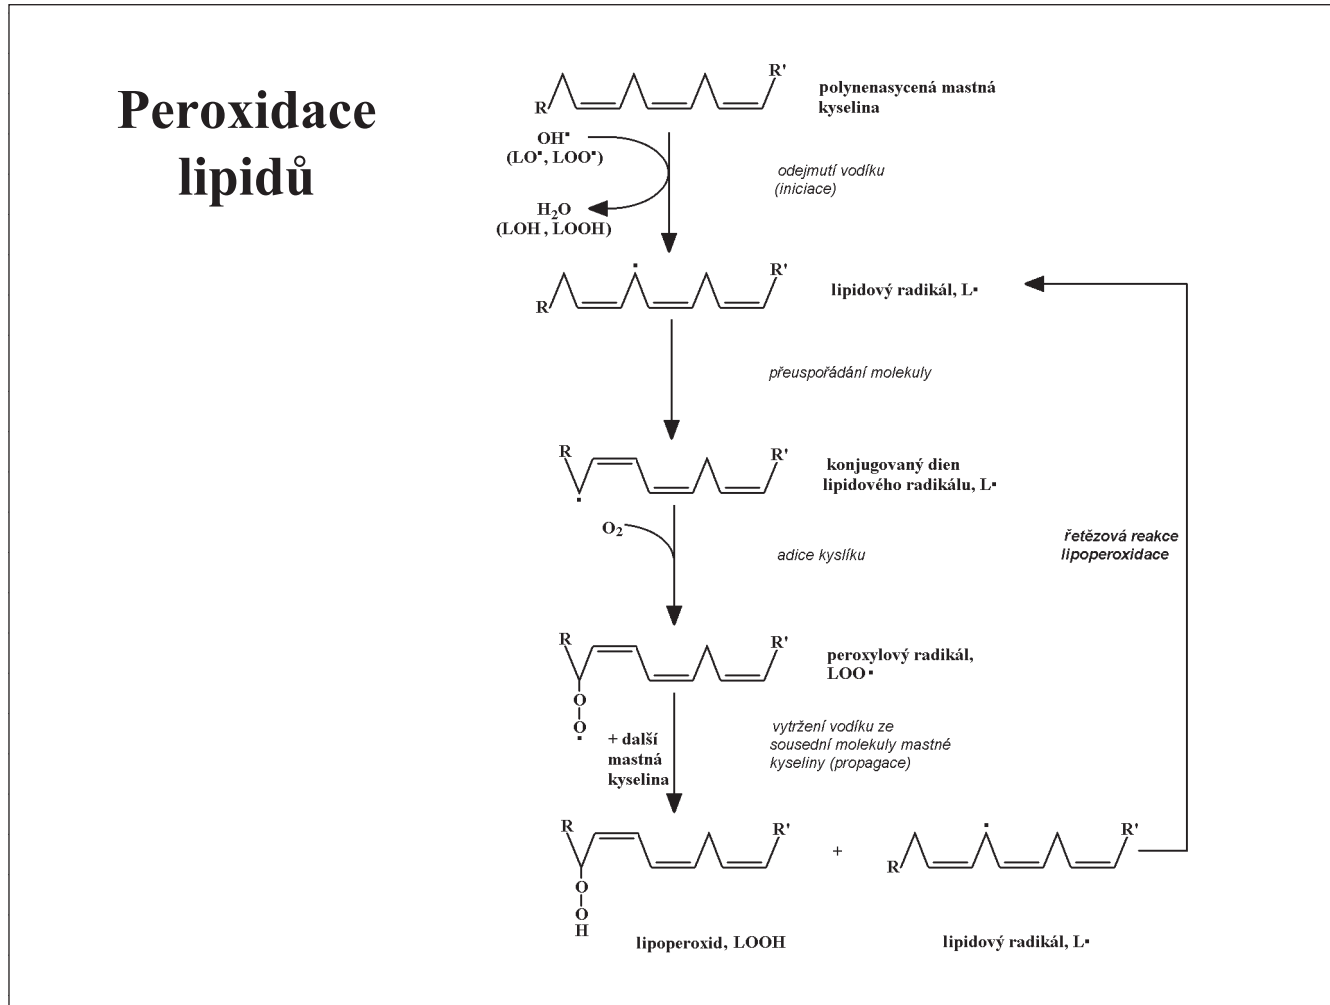 Peroxidace
lipidů
R
R'
polynenasycená mastná
kyselina
OH▪
(LO▪, LOO▪)
odejmutí vodíku
(iniciace)
H₂O
(LOH, LOOH)
R
R'
lipidový radikál, L▪
přeuspořádání molekuly
R
R'
konjugovaný dien
lipidového radikálu, L▪
O₂
řetězová reakce
lipoperoxidace
adice kyslíku
R
R'
peroxylový radikál,
LOO▪
O
O
+ další
mastná
kyselina
vytržení vodíku ze
sousední molekuly mastné
kyseliny (propagace)
R
R'
+
R
R'
O
O
H
lipoperoxid, LOOH
lipidový radikál, L▪